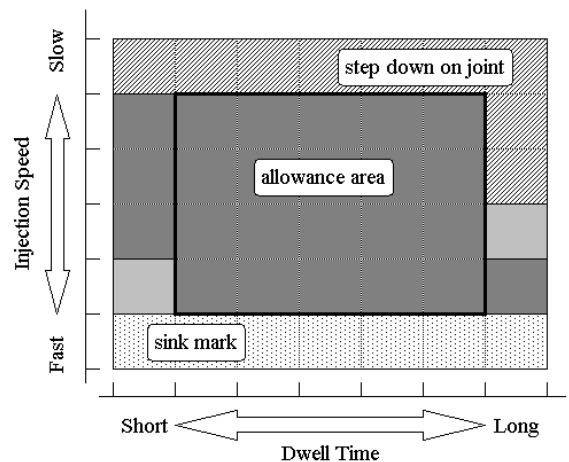 Slow
step down on joint
Injection Speed
allowance area
Fast
sink mark
Short
Long
Dwell Time